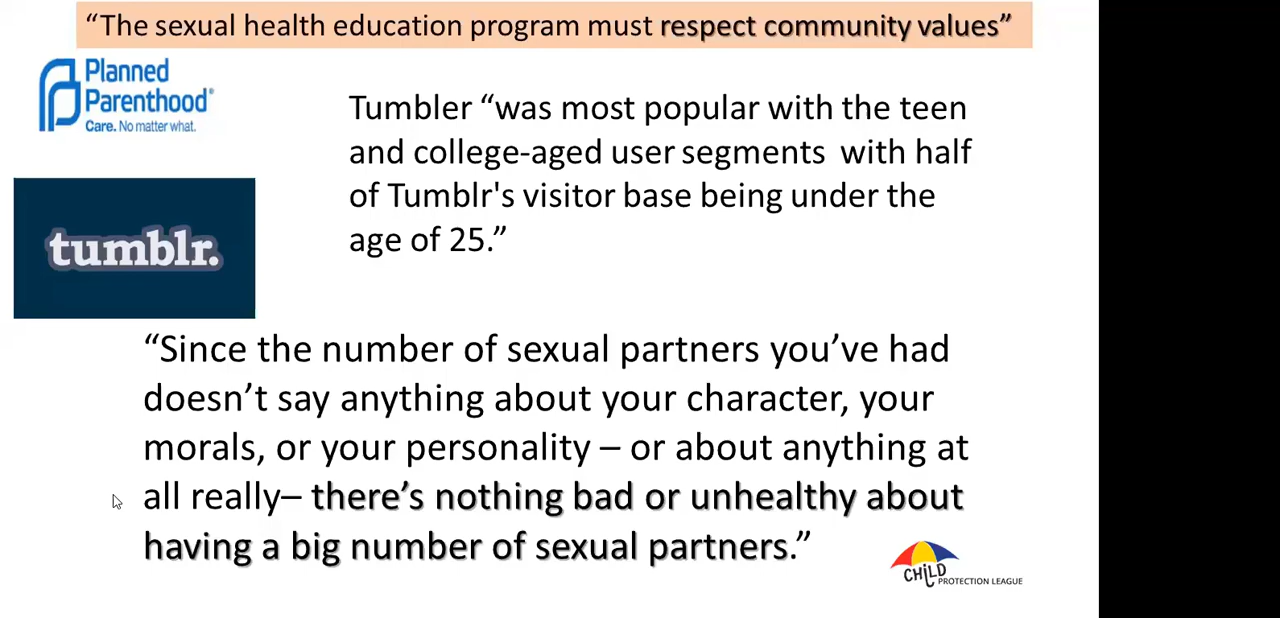 “The sexual health education program must respect community values”
Planned
Parenthood®
Care. No matter what.
Tumbler “was most popular with the teen
and college-aged user segments with half
of Tumblr's visitor base being under the
age of 25.”
tumblr.
“Since the number of sexual partners you’ve had
doesn’t say anything about your character, your
morals, or your personality – or about anything at
all really– there’s nothing bad or unhealthy about
having a big number of sexual partners.”
CHiLD
PROTECTION LEAGUE